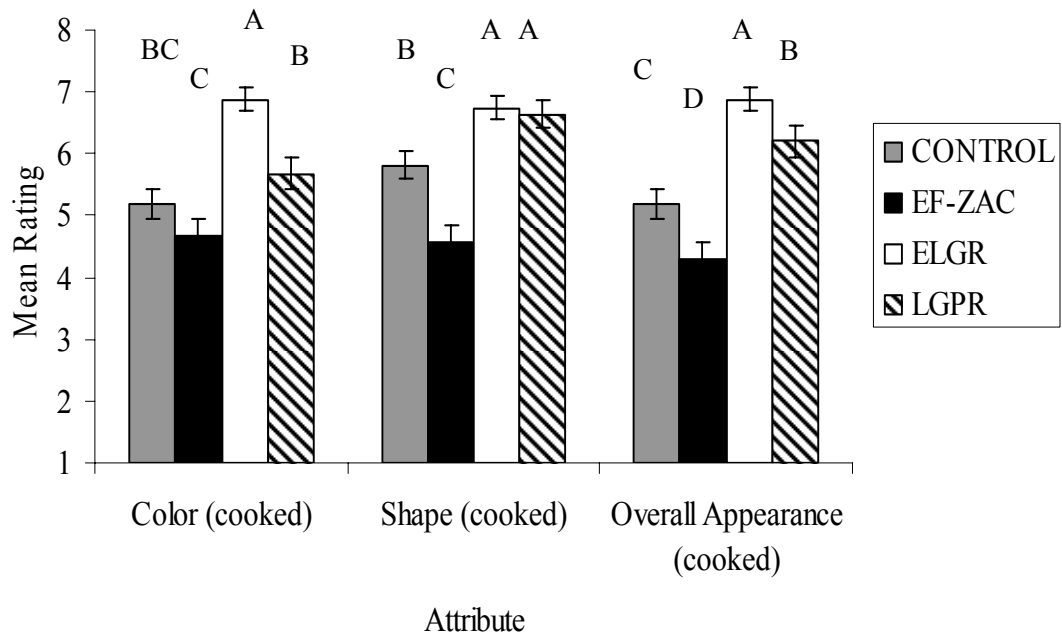 8
7
6
5
4
3
2
1
Mean Rating
BC
C
A
B
B
C
A
A
C
D
A
B
Color (cooked)
Shape (cooked)
Overall Appearance
(cooked)
Attribute
CONTROL
EF-ZAC
ELGR
LGPR